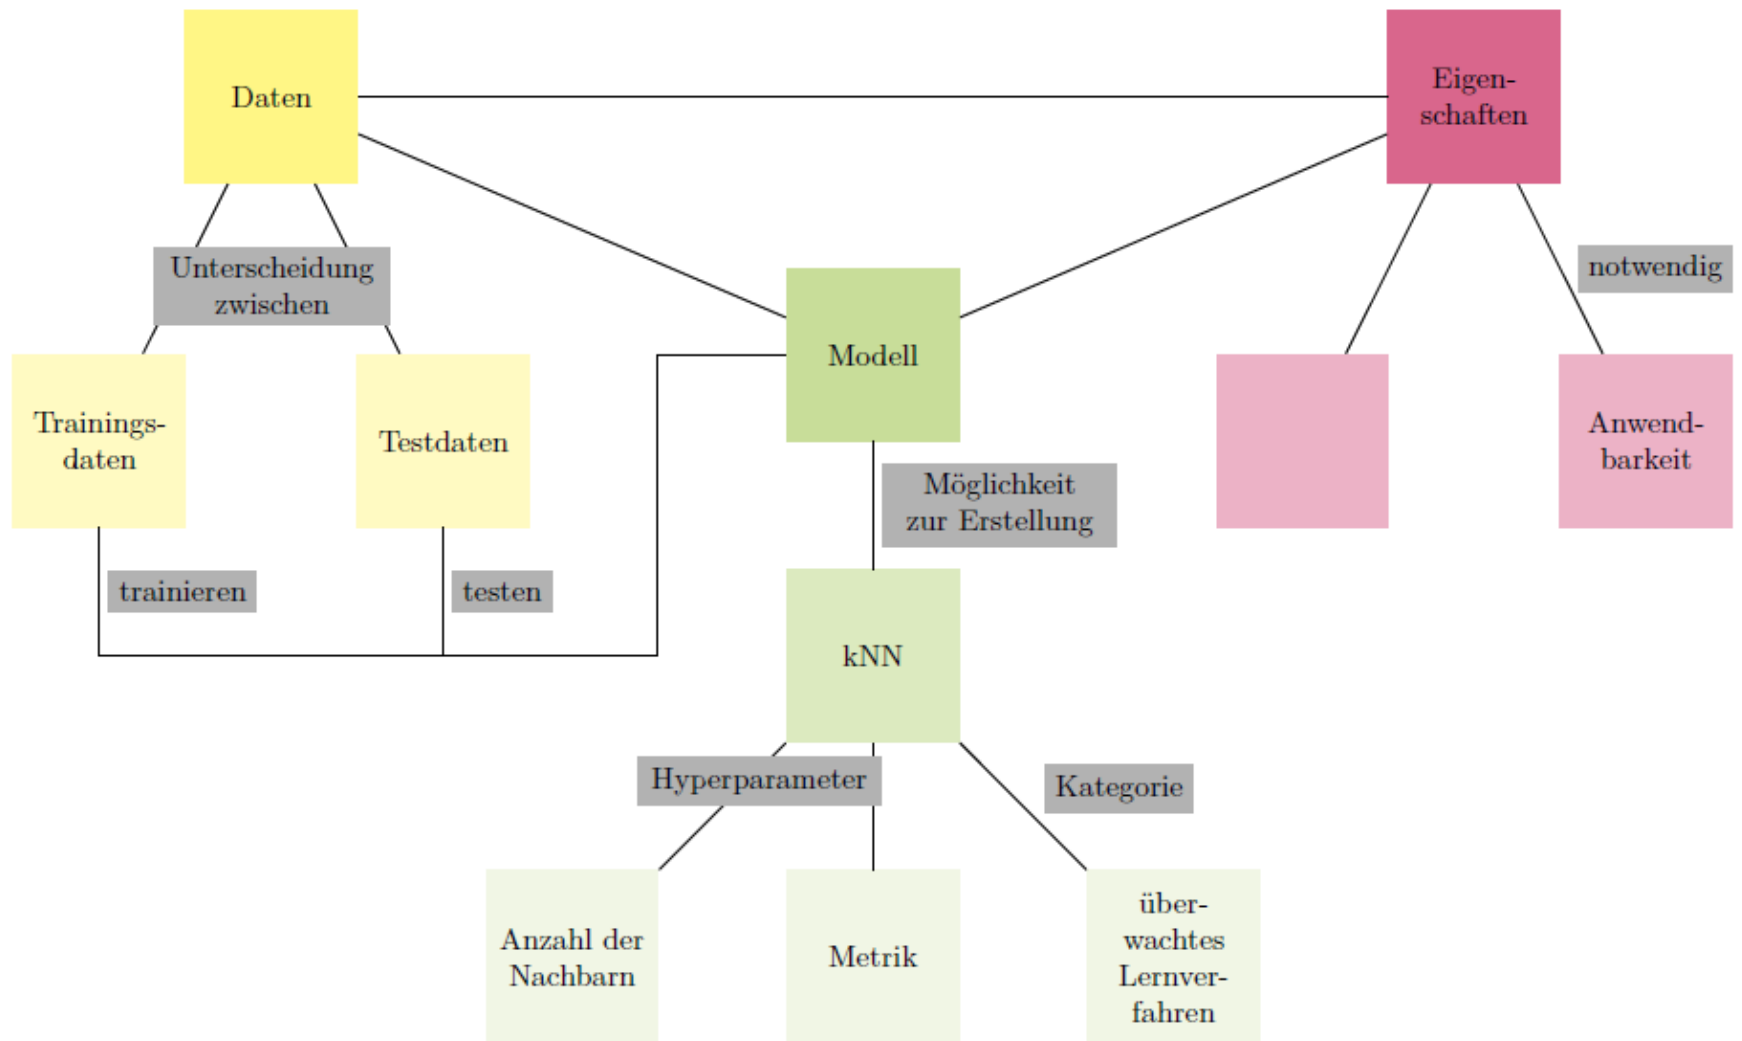 Daten
Eigen-
schaften
Unterscheidung
zwischen
notwendig
Modell
Trainings-
daten
Testdaten
Anwend-
barkeit
Möglichkeit
zur Erstellung
trainieren
testen
kNN
Hyperparameter
Kategorie
Anzahl der
Nachbarn
Metrik
über-
wachtes
Lernver-
fahren